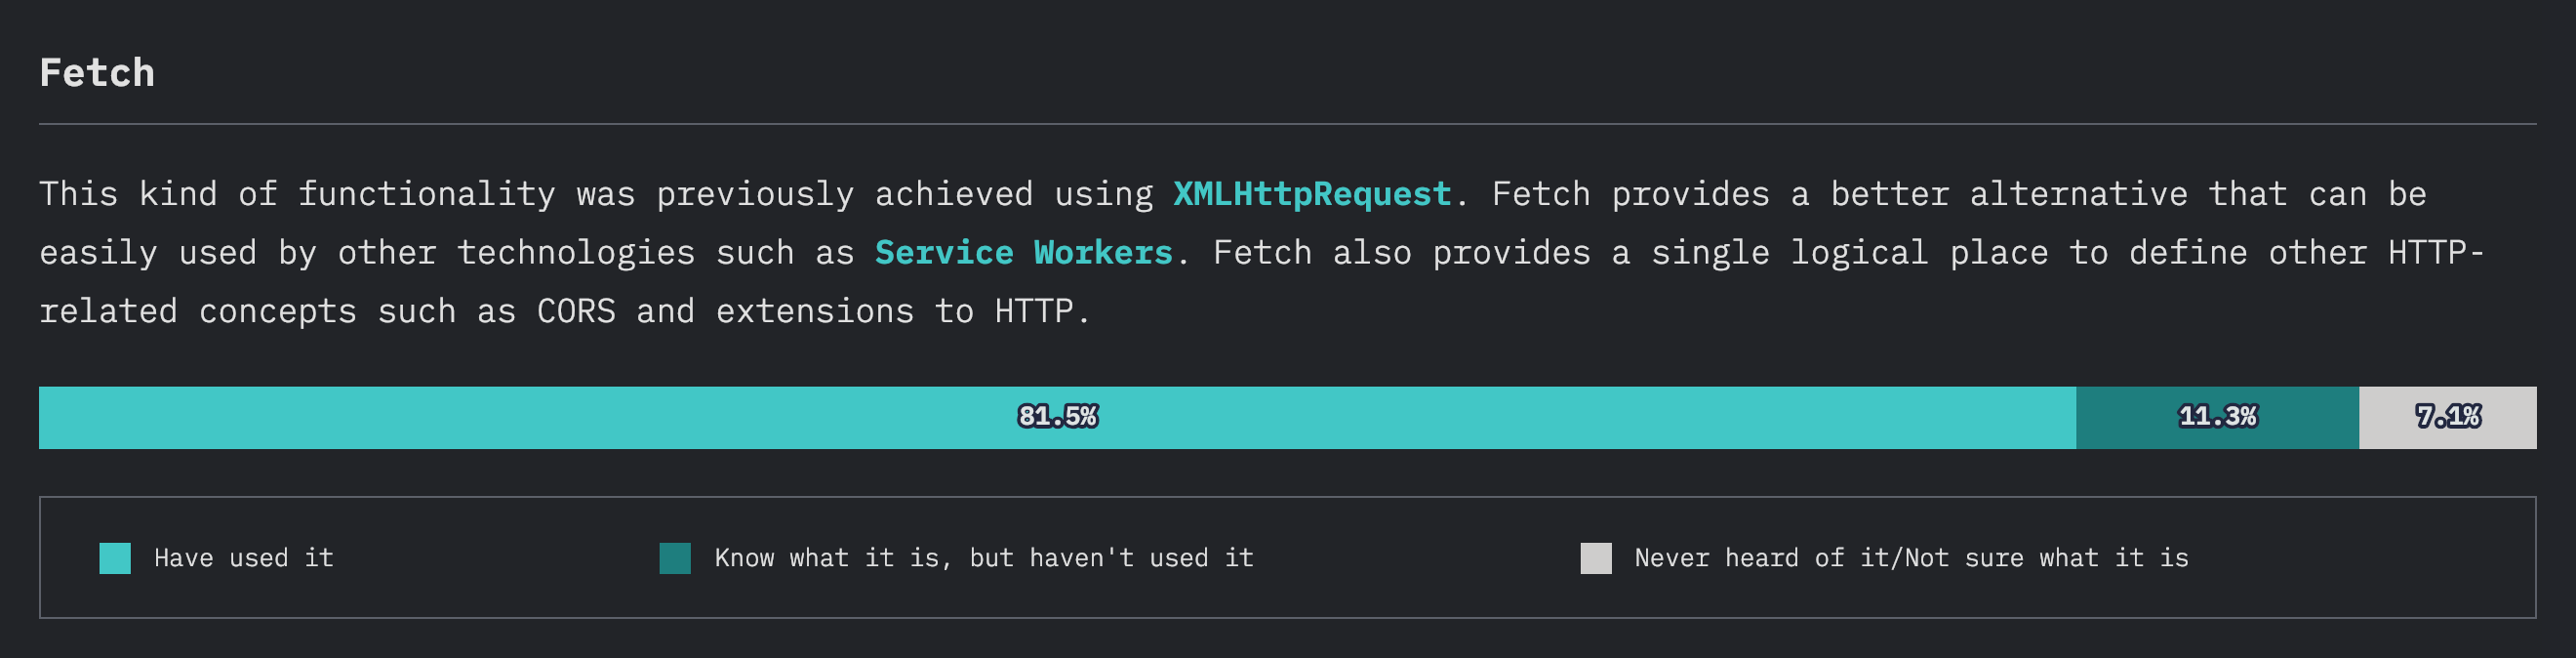 Fetch
This kind of functionality was previously achieved using XMLHttpRequest. Fetch provides a better alternative that can be
easily used by other technologies such as Service Workers. Fetch also provides a single logical place to define other HTTP-
related concepts such as CORS and extensions to HTTP.
81.5% 11.3% 7.1%
Have used it Know what it is, but haven't used it Never heard of it/Not sure what it is